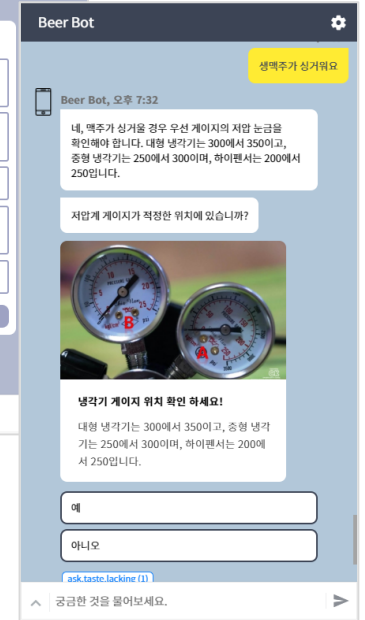 Beer Bot
생맥주가 싱거워요
Beer Bot, 오후 7:32
네, 맥주가 싱거울 경우 우선 게이지의 저압 눈금을
확인해야 합니다. 대형 냉각기는 300에서 350이고,
중형 냉각기는 250에서 300이며, 하이펜서는 200에서
250입니다.
저압계 게이지가 적정한 위치에 있습니까?
B
A
냉각기 게이지 위치 확인 하세요!
대형 냉각기는 300에서 350이고, 중형 냉각
기는 250에서 300이며, 하이펜서는 200에
서 250입니다.
예
아니오
ask.taste.lacking (1)
궁금한 것을 물어보세요.